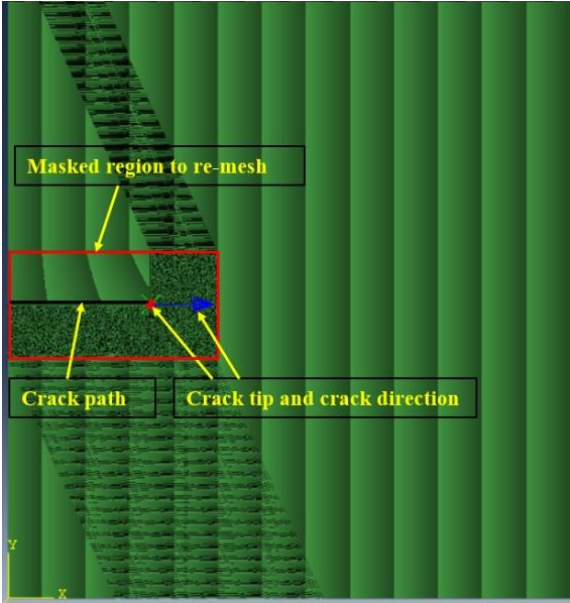 Masked region to re-mesh
Crack path
Crack tip and crack direction
Y
X